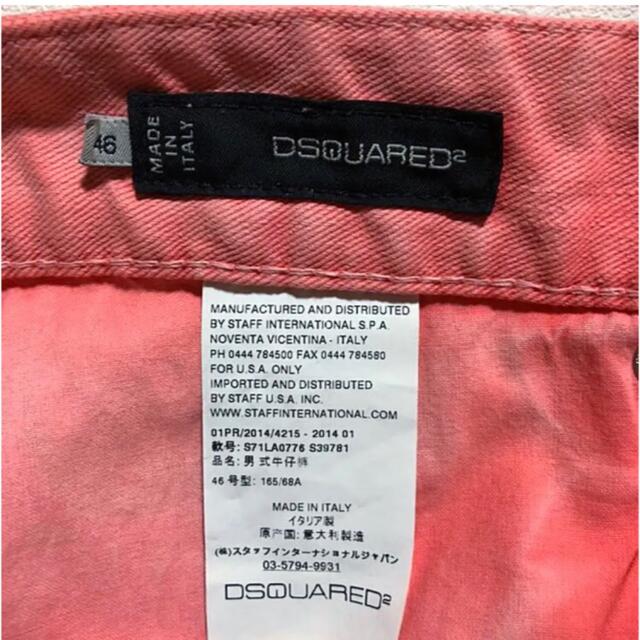 46
MADE
IN
ITALY
DSQUARED²
MANUFACTURED AND DISTRIBUTED
BY STAFF INTERNATIONAL S.P.A.
NOVENTA VICENTINA - ITALY
PH 0444 784500 FAX 0444 784580
FOR U.S.A. ONLY
IMPORTED AND DISTRIBUTED
BY STAFF U.S.A. INC.
WWW.STAFFINTERNATIONAL.COM
01PR/2014/4215 - 2014 01
款号: S71LA0776 S39781
品名: 男式牛仔裤
46 号型: 165/68A
MADE IN ITALY
イタリア製
原产国: 意大利製造
(株)スタッフインターナショナルジャパン
03-5794-9931
DSQUARED²